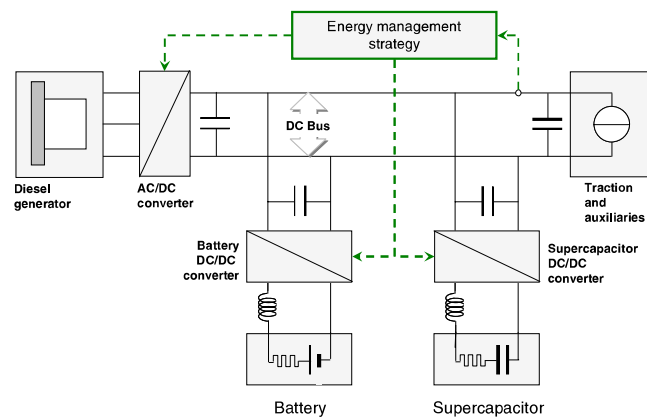 Energy management
strategy
DC Bus
Diesel
generator
AC/DC
converter
Traction
and
auxiliaries
Battery
DC/DC
converter
Supercapacitor
DC/DC
converter
Battery
Supercapacitor